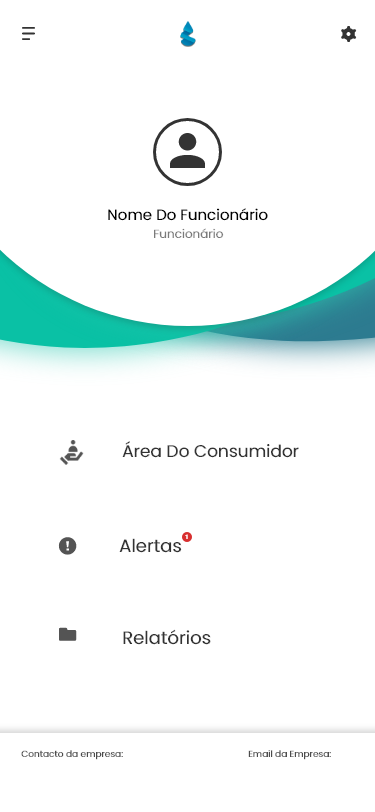 Nome Do Funcionário
Funcionário
Área Do Consumidor
Alertas 1
Relatórios
Contacto da empresa: Email da Empresa: